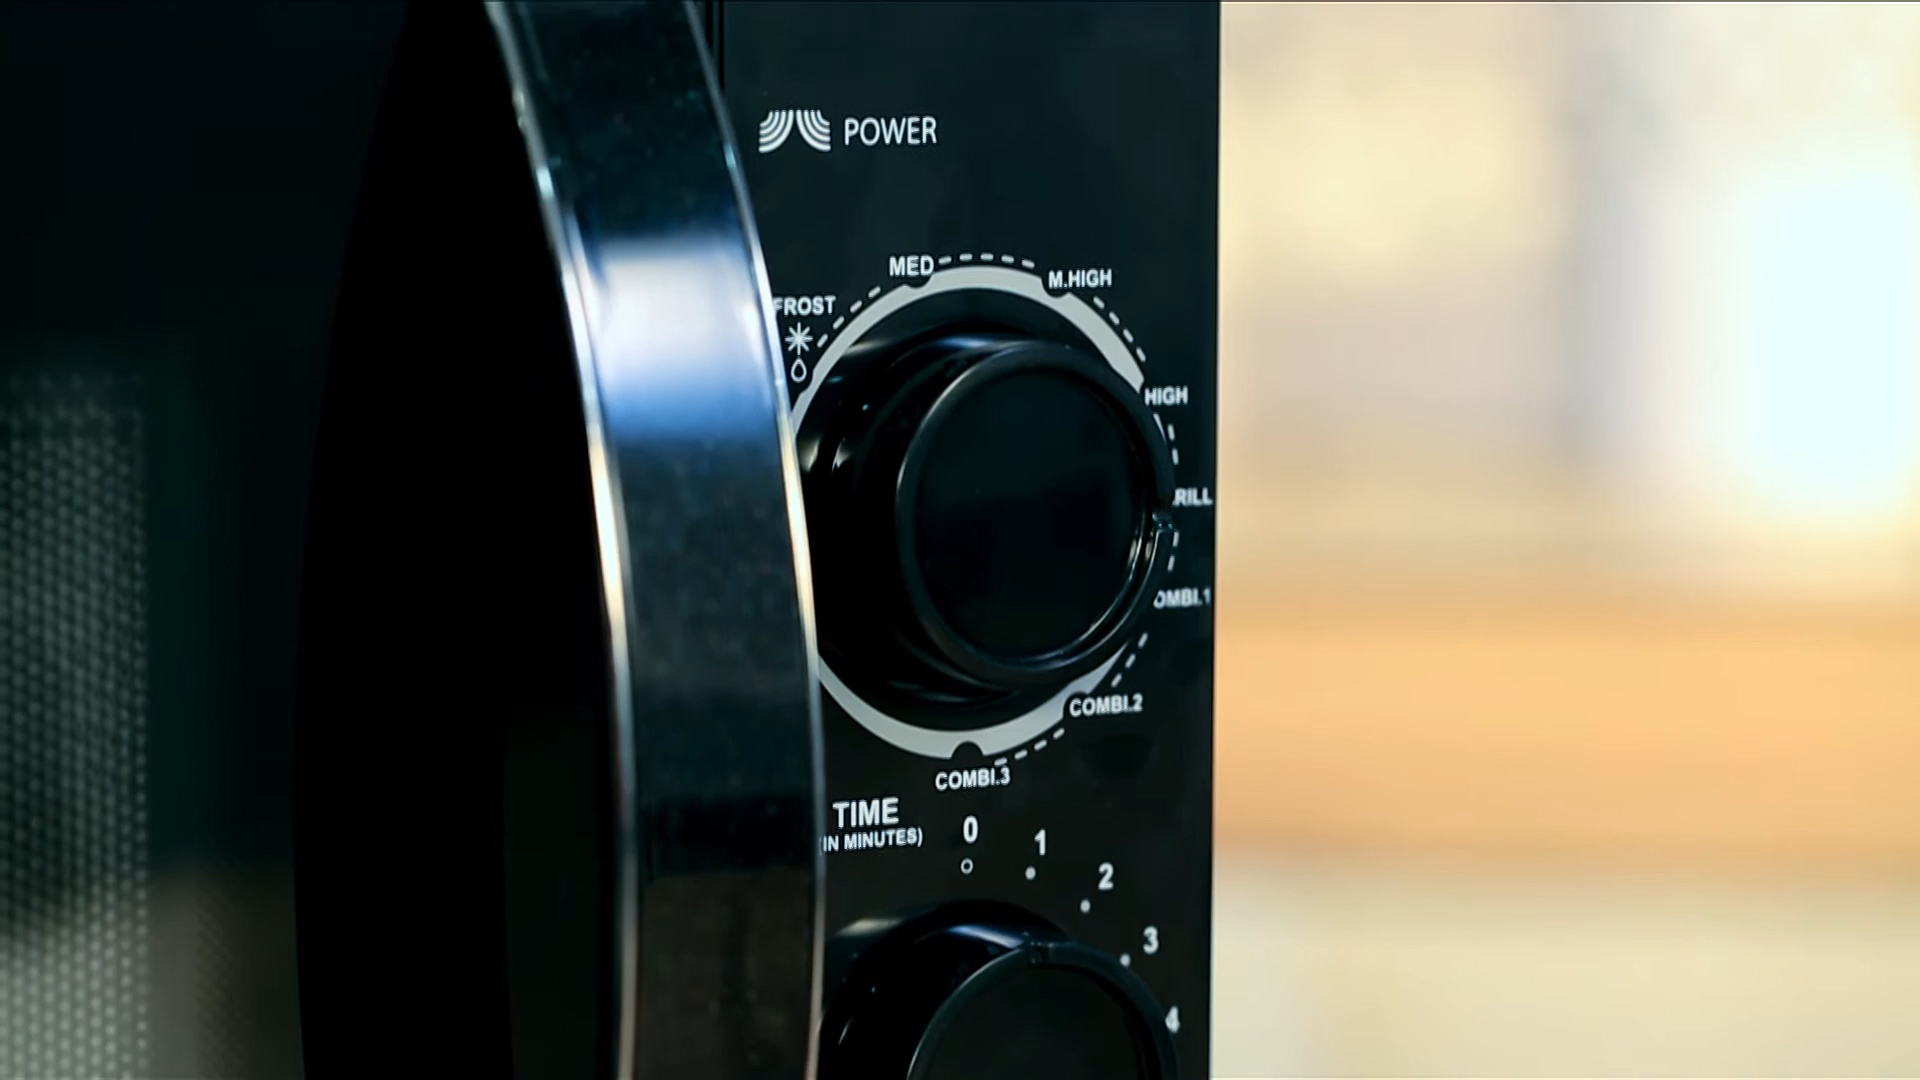 POWER
MED
M.HIGH
FROST
HIGH
RILL
OMBI.1
COMBI.2
COMBI.3
TIME
(IN MINUTES)
0
1
2
3
4